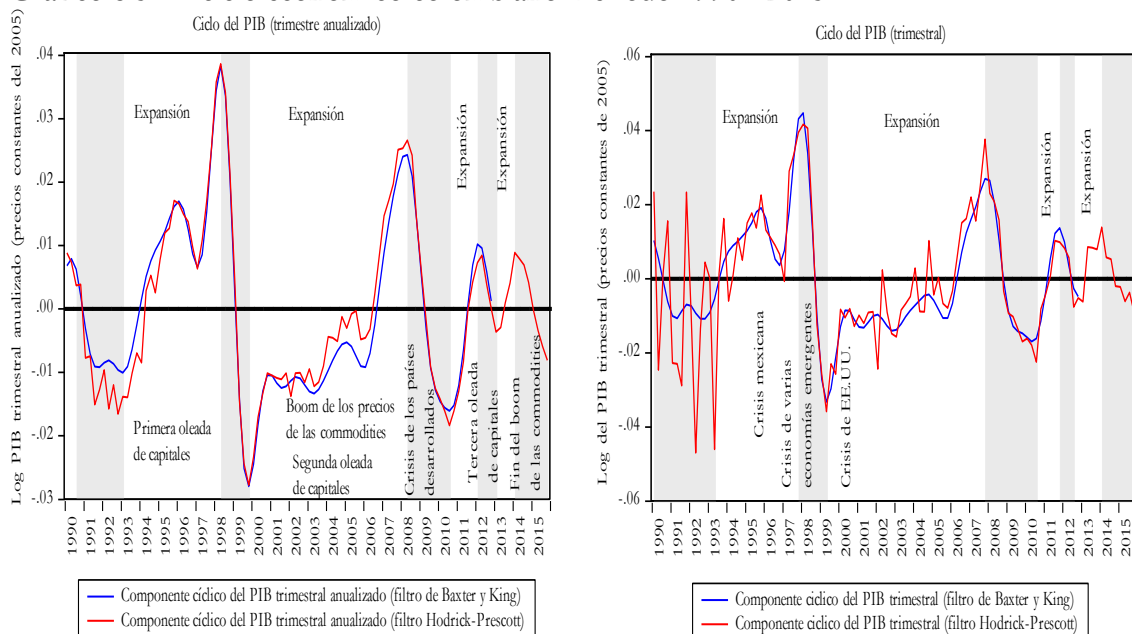 Ciclo del PIB (trimestre anualizado)
Log PIB trimestral anualizado (precios constantes del 2005)
.04
.03
.02
.01
.00
-.01
-.02
-.03
Expansión
Expansión
Expansión
Expansión
Primera oleada
de capitales
Boom de los precios
de las commodities
Segunda oleada
de capitales
Crisis de los países
desarrollados
Tercera oleada
de capitales
Fin del boom
de las commodities
1990 1991 1992 1993 1994 1995 1996 1997 1998 1999 2000 2001 2002 2003 2004 2005 2006 2007 2008 2009 2010 2011 2012 2013 2014 2015
Componente cíclico del PIB trimestral anualizado (filtro de Baxter y King)
Componente cíclico del PIB trimestral anualizado (filtro Hodrick-Prescott)
Ciclo del PIB (trimestral)
Log del PIB trimestral (precios constantes de 2005)
.06
.04
.02
.00
-.02
-.04
-.06
Expansión
Expansión
Expansión
Expansión
Crisis mexicana
Crisis de varias
economías emergentes
Crisis de EE.UU.
1990 1991 1992 1993 1994 1995 1996 1997 1998 1999 2000 2001 2002 2003 2004 2005 2006 2007 2008 2009 2010 2011 2012 2013 2014 2015
Componente ciclico del PIB trimestral (filtro de Baxter y King)
Componente ciclico del PIB trimestral (filtro Hodrick-Prescott)